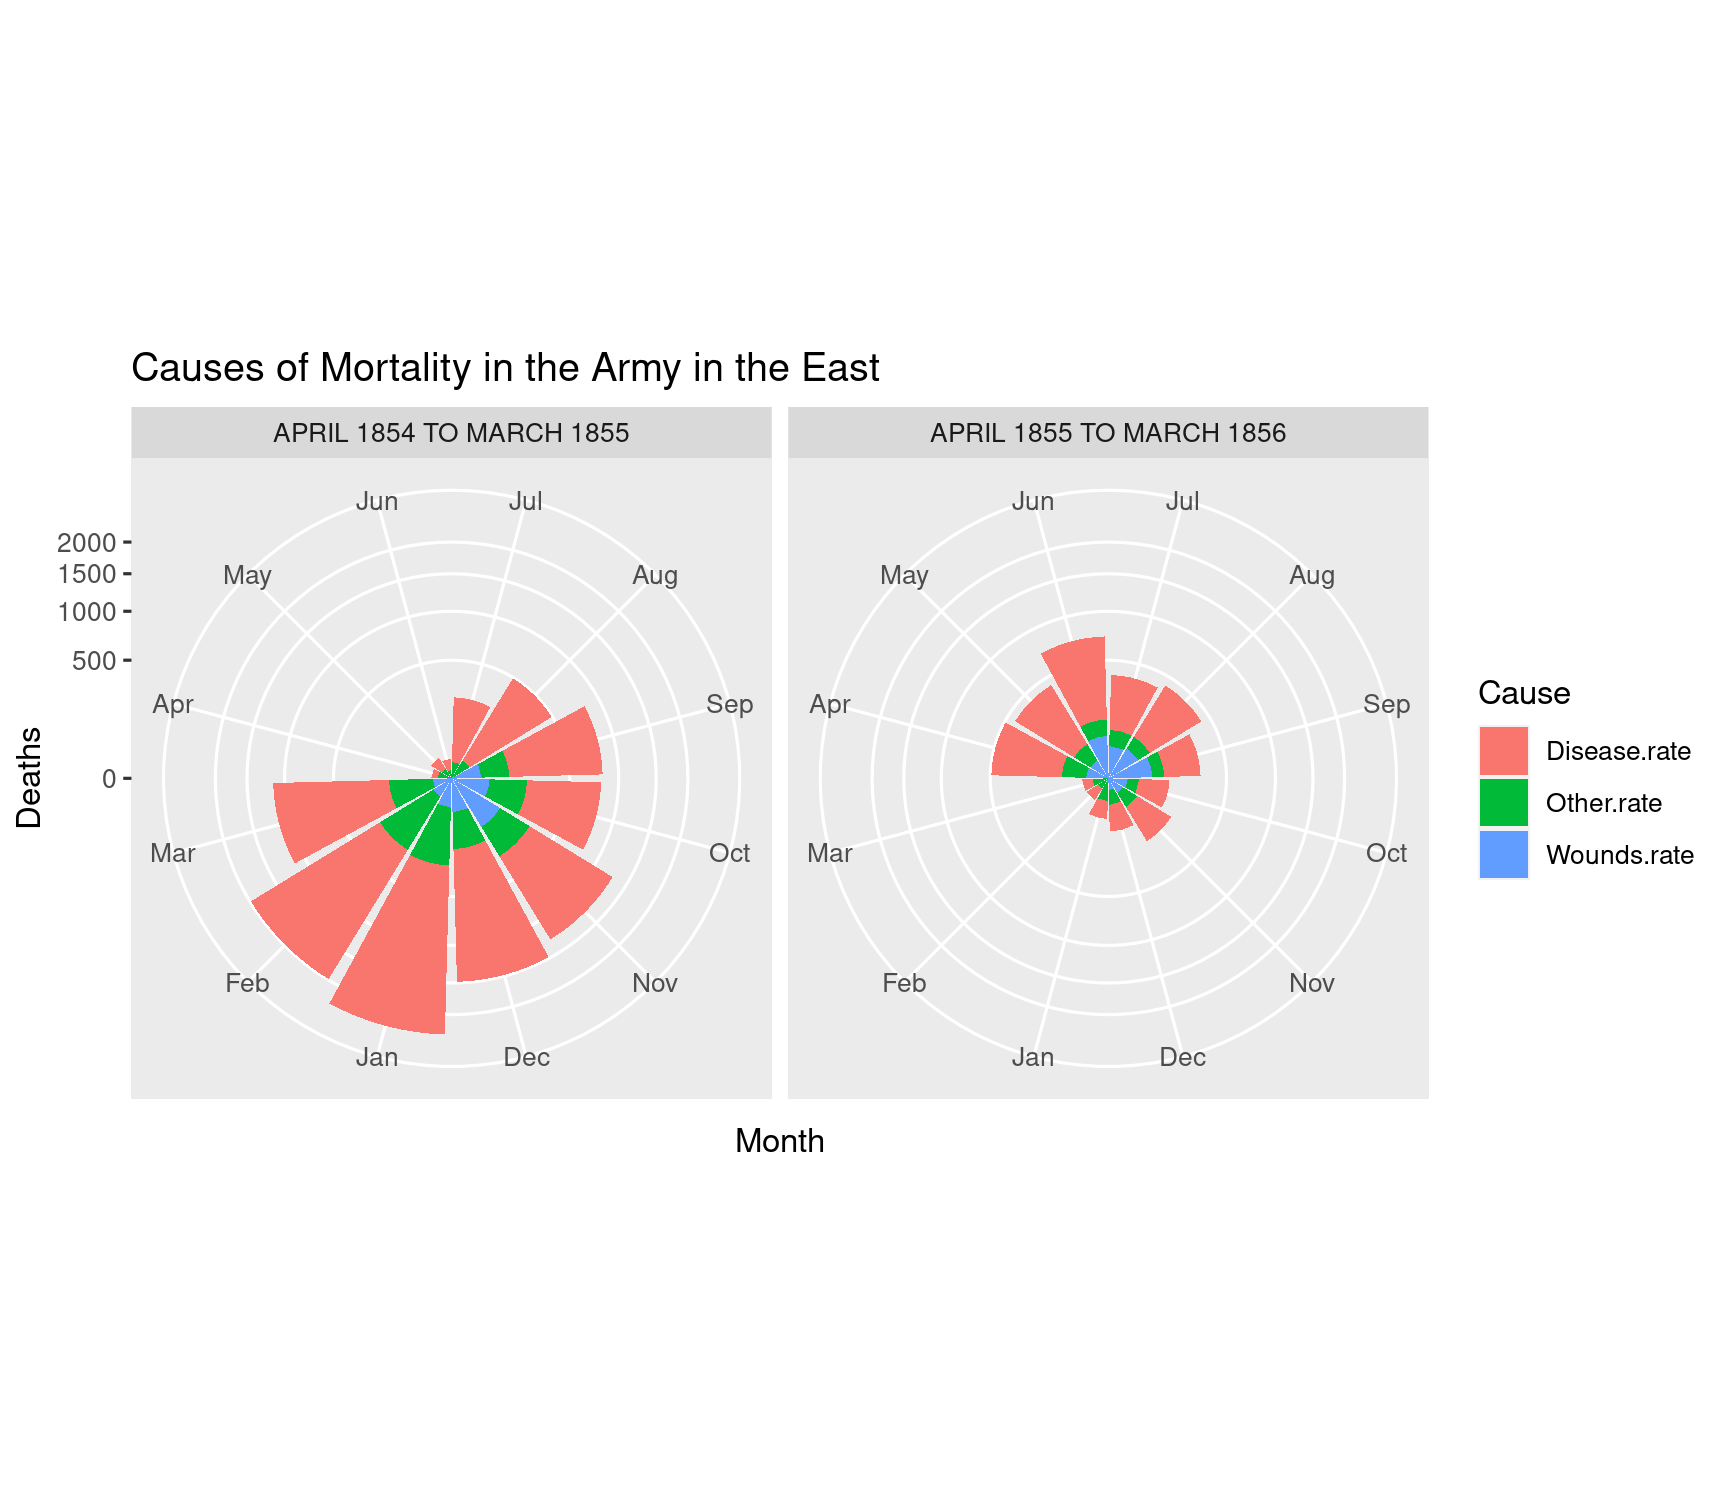 Causes of Mortality in the Army in the East
APRIL 1854 TO MARCH 1855
APRIL 1855 TO MARCH 1856
Deaths
2000
1500
1000
500
0
Jun
Jul
May
Aug
Apr
Sep
Mar
Oct
Feb
Nov
Jan
Dec
Jun
Jul
May
Aug
Apr
Sep
Mar
Oct
Feb
Nov
Jan
Dec
Month
Cause
Disease.rate
Other.rate
Wounds.rate